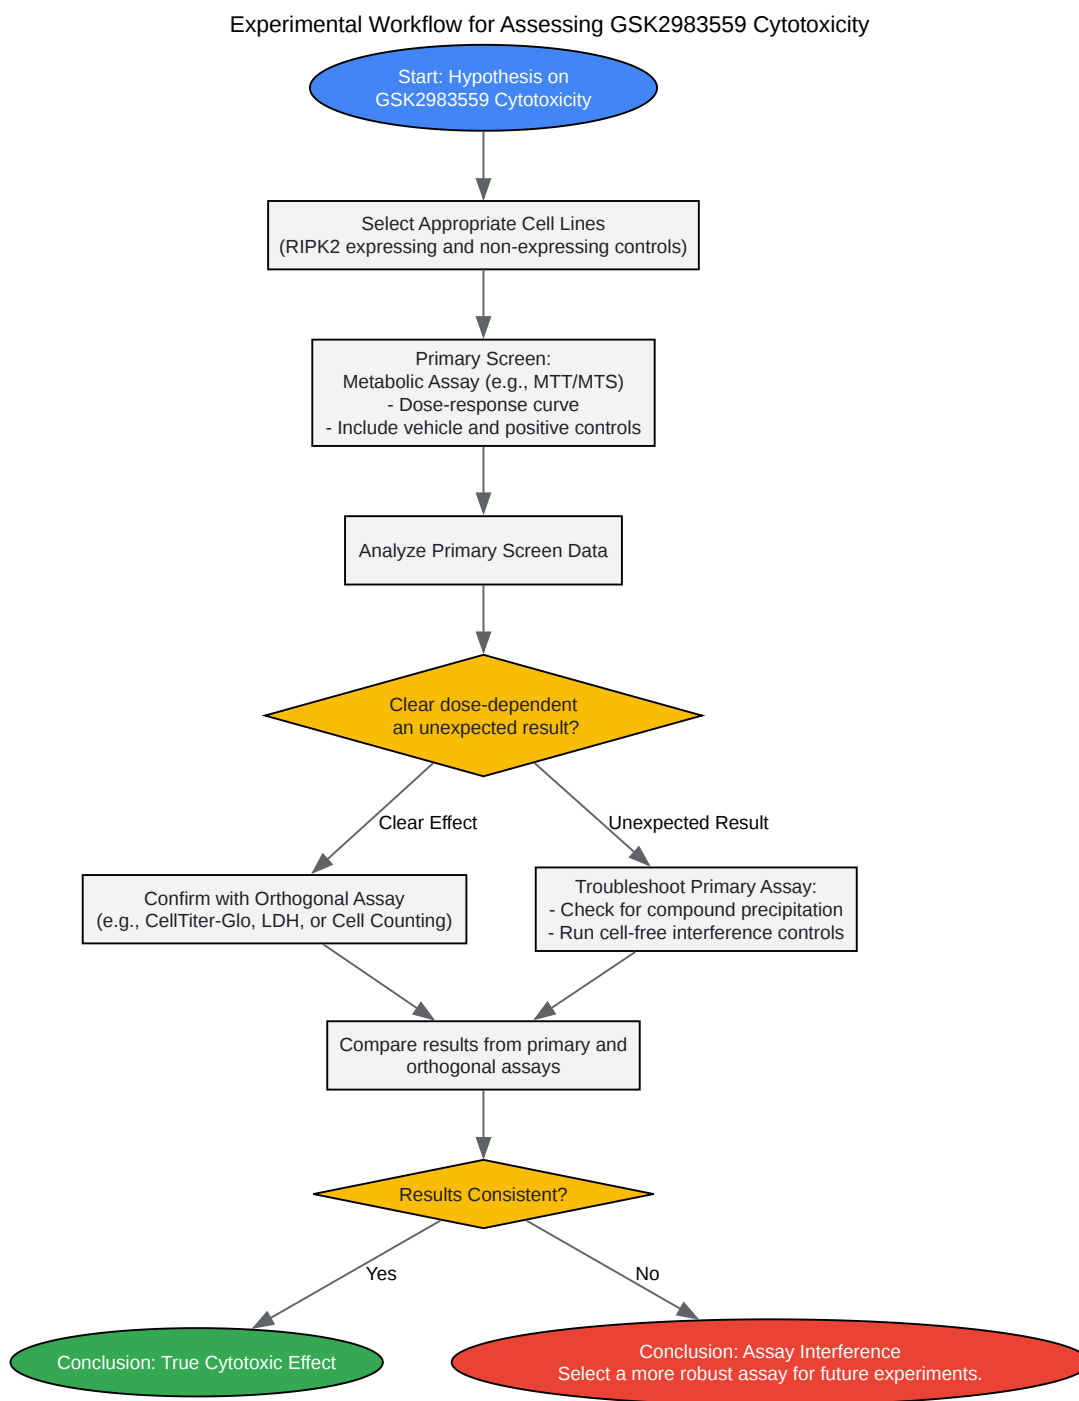 Experimental Workflow for Assessing GSK2983559 Cytotoxicity
Start: Hypothesis on
GSK2983559 Cytotoxicity
Select Appropriate Cell Lines
(RIPK2 expressing and non-expressing controls)
Primary Screen:
Metabolic Assay (e.g., MTT/MTS)
- Dose-response curve
- Include vehicle and positive controls
Analyze Primary Screen Data
Clear dose-dependent
an unexpected result?
Clear Effect
Unexpected Result
Confirm with Orthogonal Assay
(e.g., CellTiter-Glo, LDH, or Cell Counting)
Troubleshoot Primary Assay:
- Check for compound precipitation
- Run cell-free interference controls
Compare results from primary and
orthogonal assays
Results Consistent?
Yes
No
Conclusion: True Cytotoxic Effect
Conclusion: Assay Interference
Select a more robust assay for future experiments.